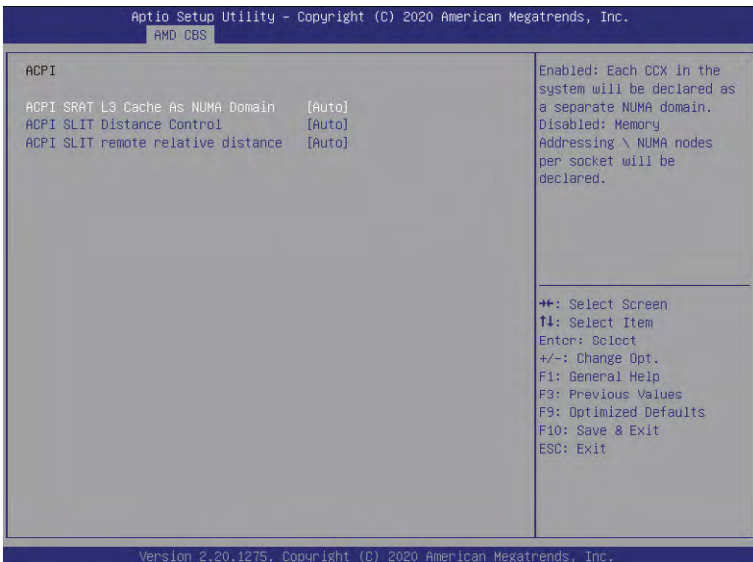 Aptio Setup Utility – Copyright (C) 2020 American Megatrends, Inc.
AMD CBS
ACPI
ACPI SRAT L3 Cache As NUMA Domain [Auto]
ACPI SLIT Distance Control [Auto]
ACPI SLIT remote relative distance [Auto]
Enabled: Each CCX in the
system will be declared as
a separate NUMA domain.
Disabled: Memory
Addressing \ NUMA nodes
per socket will be
declared.
→←: Select Screen
↑↓: Select Item
Enter: Select
+/-: Change Opt.
F1: General Help
F3: Previous Values
F9: Optimized Defaults
F10: Save & Exit
ESC: Exit
Version 2.20.1275. Copyright (C) 2020 American Megatrends, Inc.